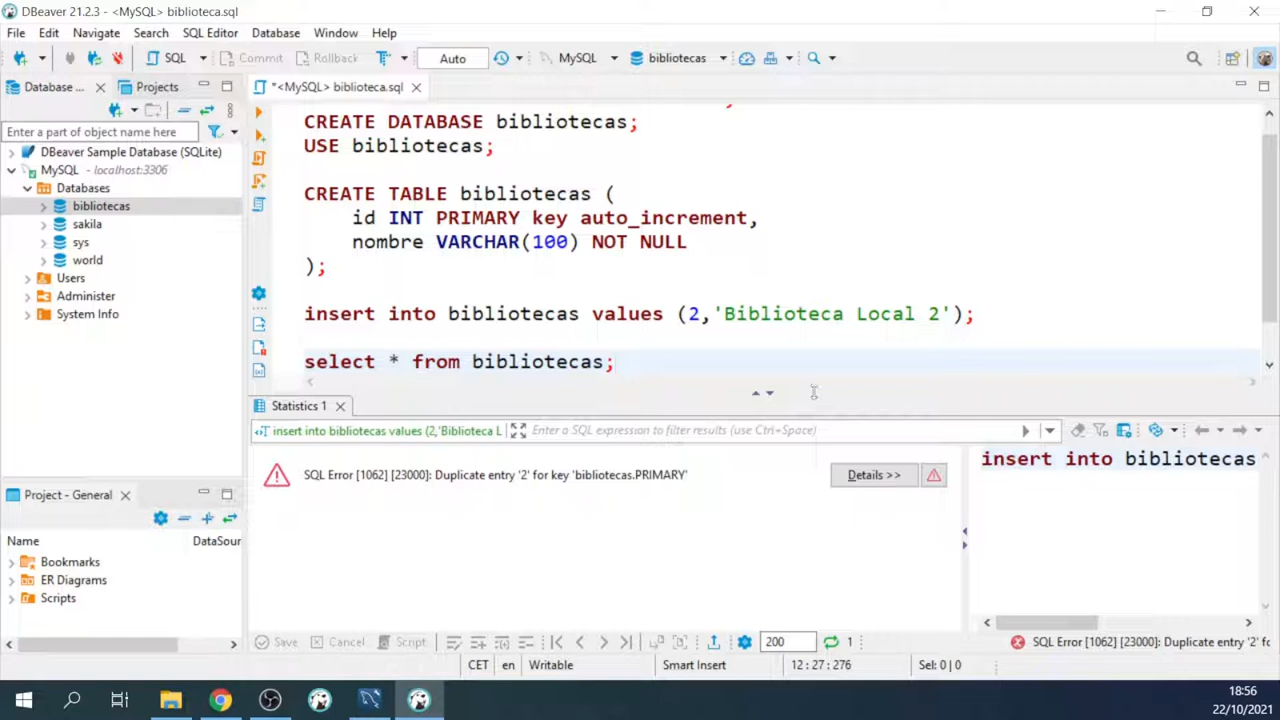 DBeaver 21.2.3 - <MySQL> biblioteca.sql
File Edit Navigate Search SQL Editor Database Window Help
SQL Commit Rollback Auto MySQL bibliotecas
Database ... Projects *<MySQL> biblioteca.sql
Enter a part of object name here
DBeaver Sample Database (SQLite)
MySQL - localhost:3306
Databases
bibliotecas
sakila
sys
world
Users
Administer
System Info
CREATE DATABASE bibliotecas;
USE bibliotecas;
CREATE TABLE bibliotecas (
id INT PRIMARY key auto_increment,
nombre VARCHAR(100) NOT NULL
);
insert into bibliotecas values (2,'Biblioteca Local 2');
select * from bibliotecas;
Statistics 1
insert into bibliotecas values (2,'Biblioteca L Enter a SQL expression to filter results (use Ctrl+Space)
SQL Error [1062] [23000]: Duplicate entry '2' for key 'bibliotecas.PRIMARY' Details >>
insert into bibliotecas
Project - General
Name DataSour
Bookmarks
ER Diagrams
Scripts
Save Cancel Script 200 1 SQL Error [1062] [23000]: Duplicate entry '2' fc
CET en Writable Smart Insert 12 : 27 : 276 Sel: 0 | 0
18:56
22/10/2021